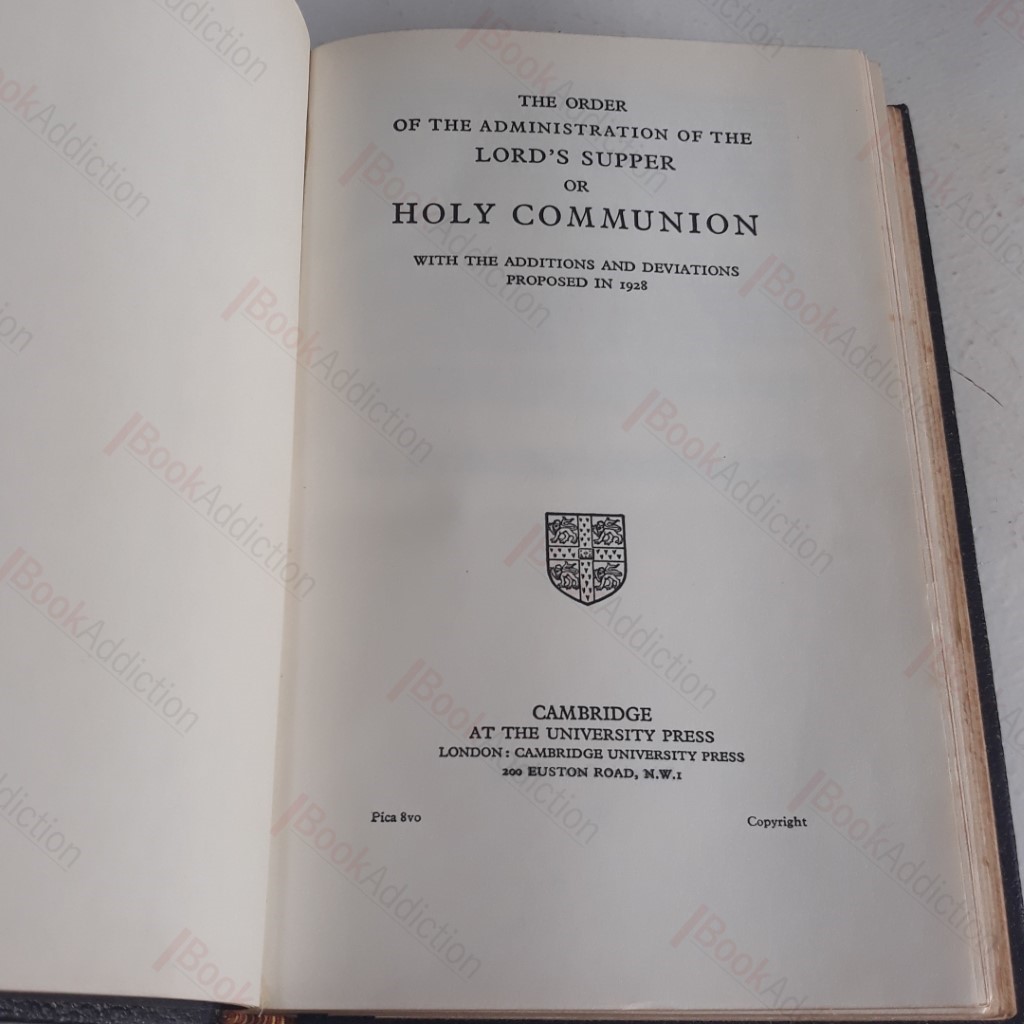 THE ORDER
OF THE ADMINISTRATION OF THE
LORD'S SUPPER
OR
HOLY COMMUNION
WITH THE ADDITIONS AND DEVIATIONS
PROPOSED IN 1928
CAMBRIDGE
AT THE UNIVERSITY PRESS
LONDON: CAMBRIDGE UNIVERSITY PRESS
200 EUSTON ROAD, N.W.1
Pica 8vo
Copyright
BookAddiction